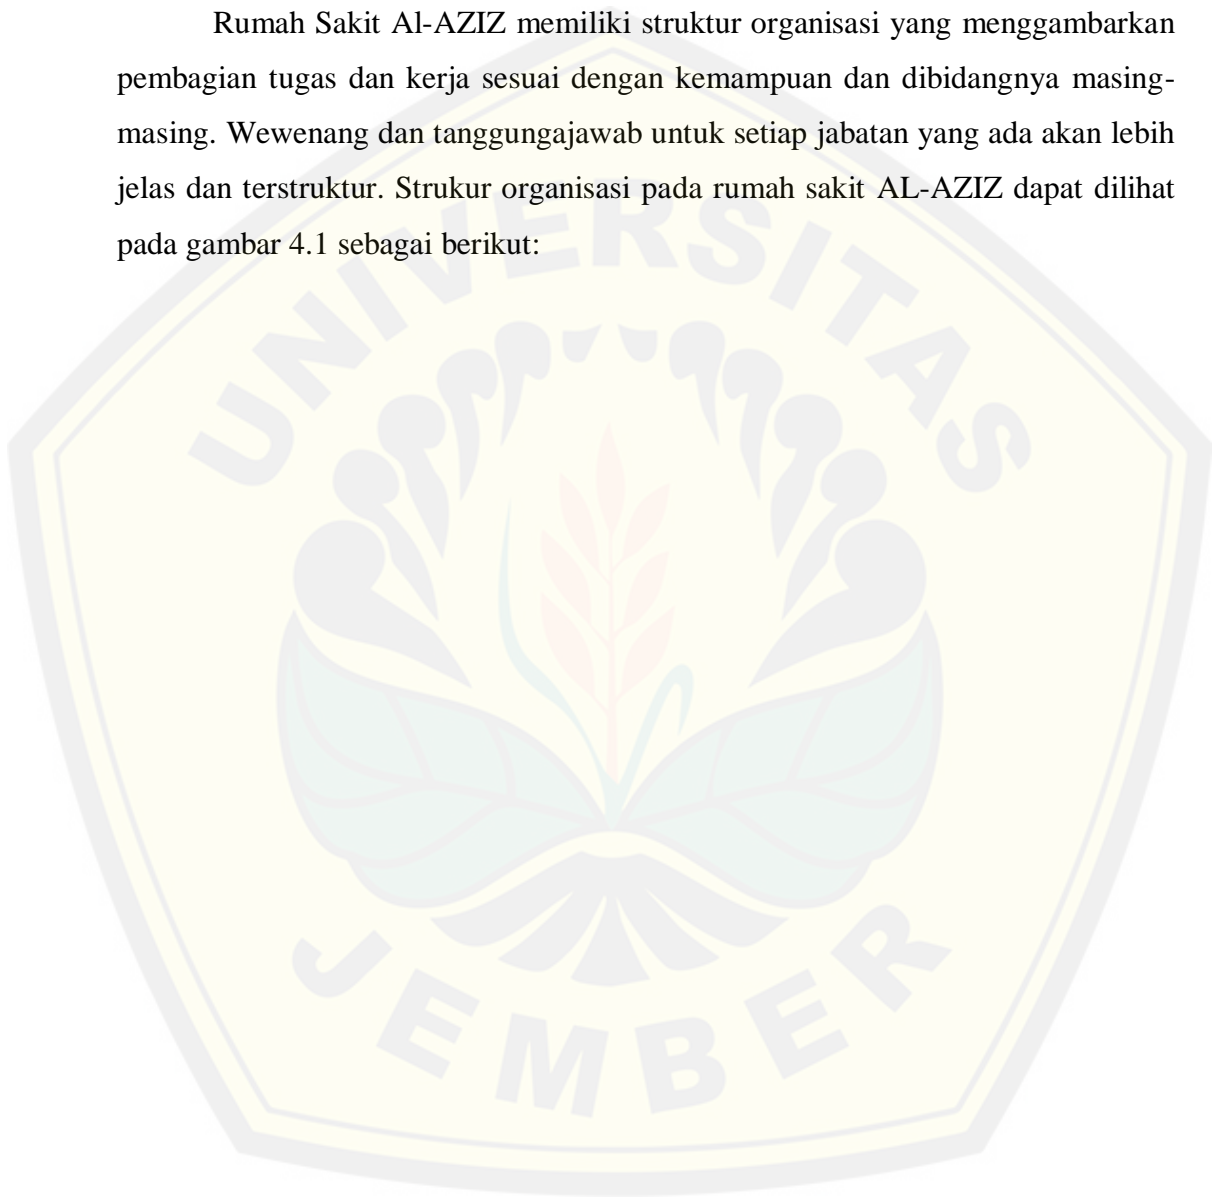 Rumah Sakit Al-AZIZ memiliki struktur organisasi yang menggambarkan
pembagian tugas dan kerja sesuai dengan kemampuan dan dibidangnya masing-
masing. Wewenang dan tanggungajawab untuk setiap jabatan yang ada akan lebih
jelas dan terstruktur. Strukur organisasi pada rumah sakit AL-AZIZ dapat dilihat
pada gambar 4.1 sebagai berikut:
UNIVERSITAS
JEMBER